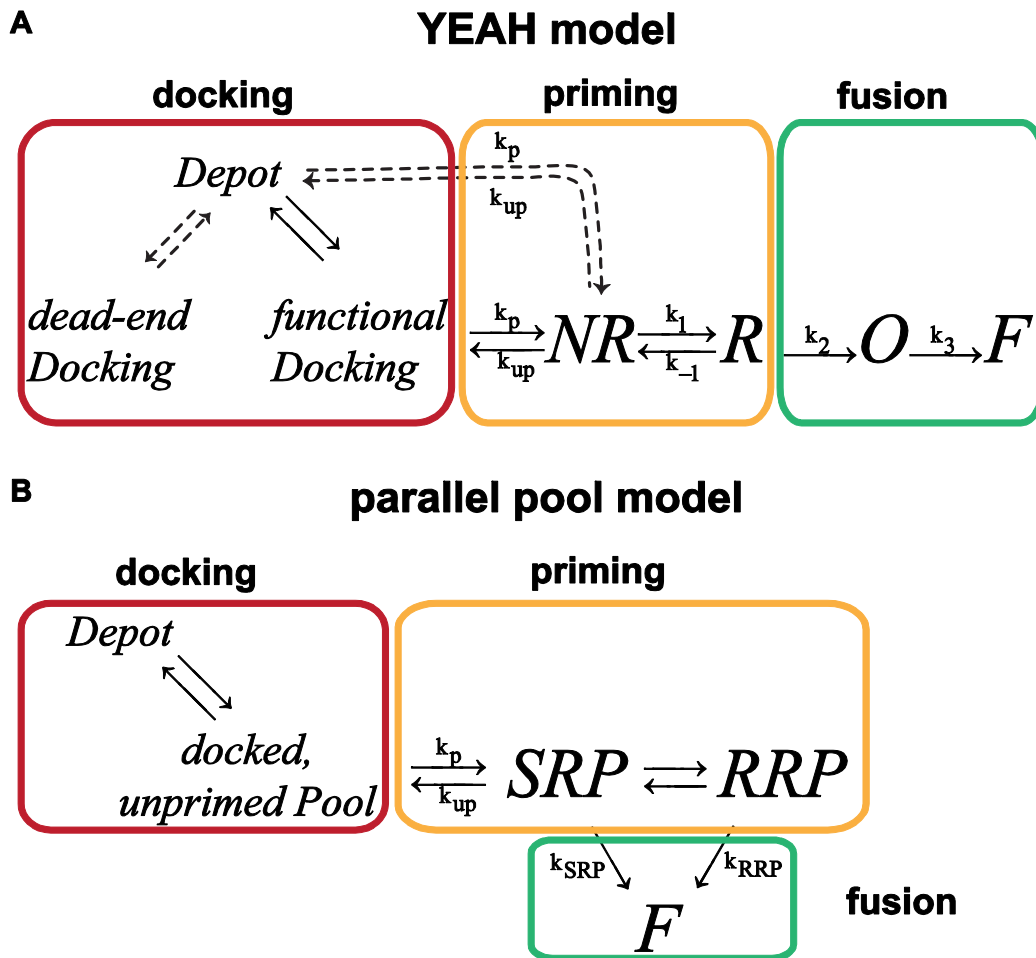 A
YEAH model
docking priming fusion
Depot
k_p
k_up
dead-end
Docking
functional
Docking
k_p
k_up
NR
k_1
k_–1
R
k_2
O
k_3
F
B
parallel pool model
docking priming
Depot
docked,
unprimed Pool
k_p
k_up
SRP
RRP
k_SRP
k_RRP
F
fusion